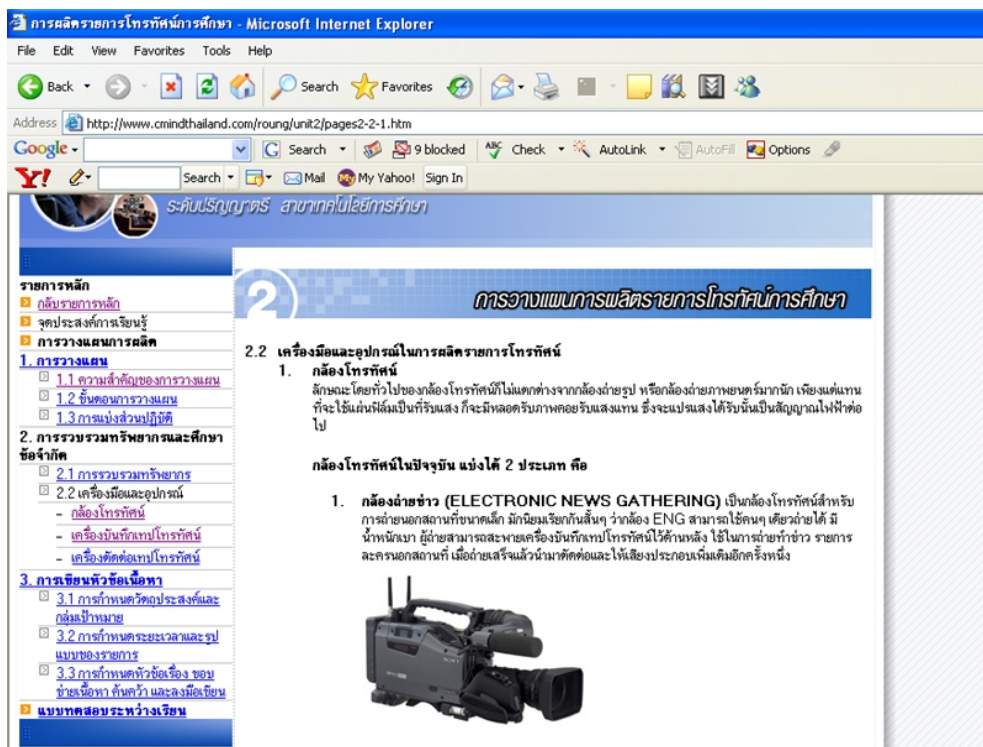 การผลิตรายการโทรทัศน์การศึกษา - Microsoft Internet Explorer
File Edit View Favorites Tools Help
Back Search Favorites
Address http://www.cmindthailand.com/roung/unit2/pages2-2-1.htm
Google Search 9 blocked Check AutoLink AutoFill Options
Y! Search Mail My Yahoo! Sign In
ระดับปริญญาตรี สาขาเทคโนโลยีการศึกษา
รายการหลัก
กลับรายการหลัก
จุดประสงค์การเรียนรู้
การวางแผนการผลิต
1. การวางแผน
1.1 ความสำคัญของการวางแผน
1.2 ขั้นตอนการวางแผน
1.3 การแบ่งส่วนปฏิบัติ
2. การรวบรวมทรัพยากรและศึกษา
ข้อจำกัด
2.1 การรวบรวมทรัพยากร
2.2 เครื่องมือและอุปกรณ์
- กล้องโทรทัศน์
- เครื่องบันทึกเทปโทรทัศน์
- เครื่องตัดต่อเทปโทรทัศน์
3. การเขียนหัวข้อเนื้อหา
3.1 การกำหนดวัตถุประสงค์และ
กลุ่มเป้าหมาย
3.2 การกำหนดระยะเวลาและรูป
แบบของรายการ
3.3 การกำหนดหัวข้อเรื่อง ขอบ
ข่ายเนื้อหา ค้นคว้า และลงมือเขียน
แบบทดสอบระหว่างเรียน
2 การวางแผนการผลิตรายการโทรทัศน์การศึกษา
2.2 เครื่องมือและอุปกรณ์ในการผลิตรายการโทรทัศน์
1. กล้องโทรทัศน์
ลักษณะโดยทั่วไปของกล้องโทรทัศน์ก็ไม่แตกต่างจากกล้องถ่ายรูป หรือกล้องถ่ายภาพยนตร์มากนัก เพียงแต่แทน
ที่จะใช้แผ่นฟิล์มเป็นที่รับแสง ก็จะมีหลอดรับภาพคอยรับแสงแทน ซึ่งจะแปรแสงได้รับนั้นเป็นสัญญาณไฟฟ้าต่อ
ไป
กล้องโทรทัศน์ในปัจจุบัน แบ่งได้ 2 ประเภท คือ
1. กล้องถ่ายข่าว (ELECTRONIC NEWS GATHERING) เป็นกล้องโทรทัศน์สำหรับ
การถ่ายนอกสถานที่ขนาดเล็ก มักนิยมเรียกกันสั้นๆ ว่ากล้อง ENG สามารถใช้คนๆ เดียวถ่ายได้ มี
น้ำหนักเบา ผู้ถ่ายสามารถสะพายเครื่องบันทึกเทปโทรทัศน์ไว้ด้านหลัง ใช้ในการถ่ายทำข่าว รายการ
ละครนอกสถานที่ เมื่อถ่ายเสร็จแล้วนำมาตัดต่อและให้เสียงประกอบเพิ่มเติมอีกครั้งหนึ่ง
SONY